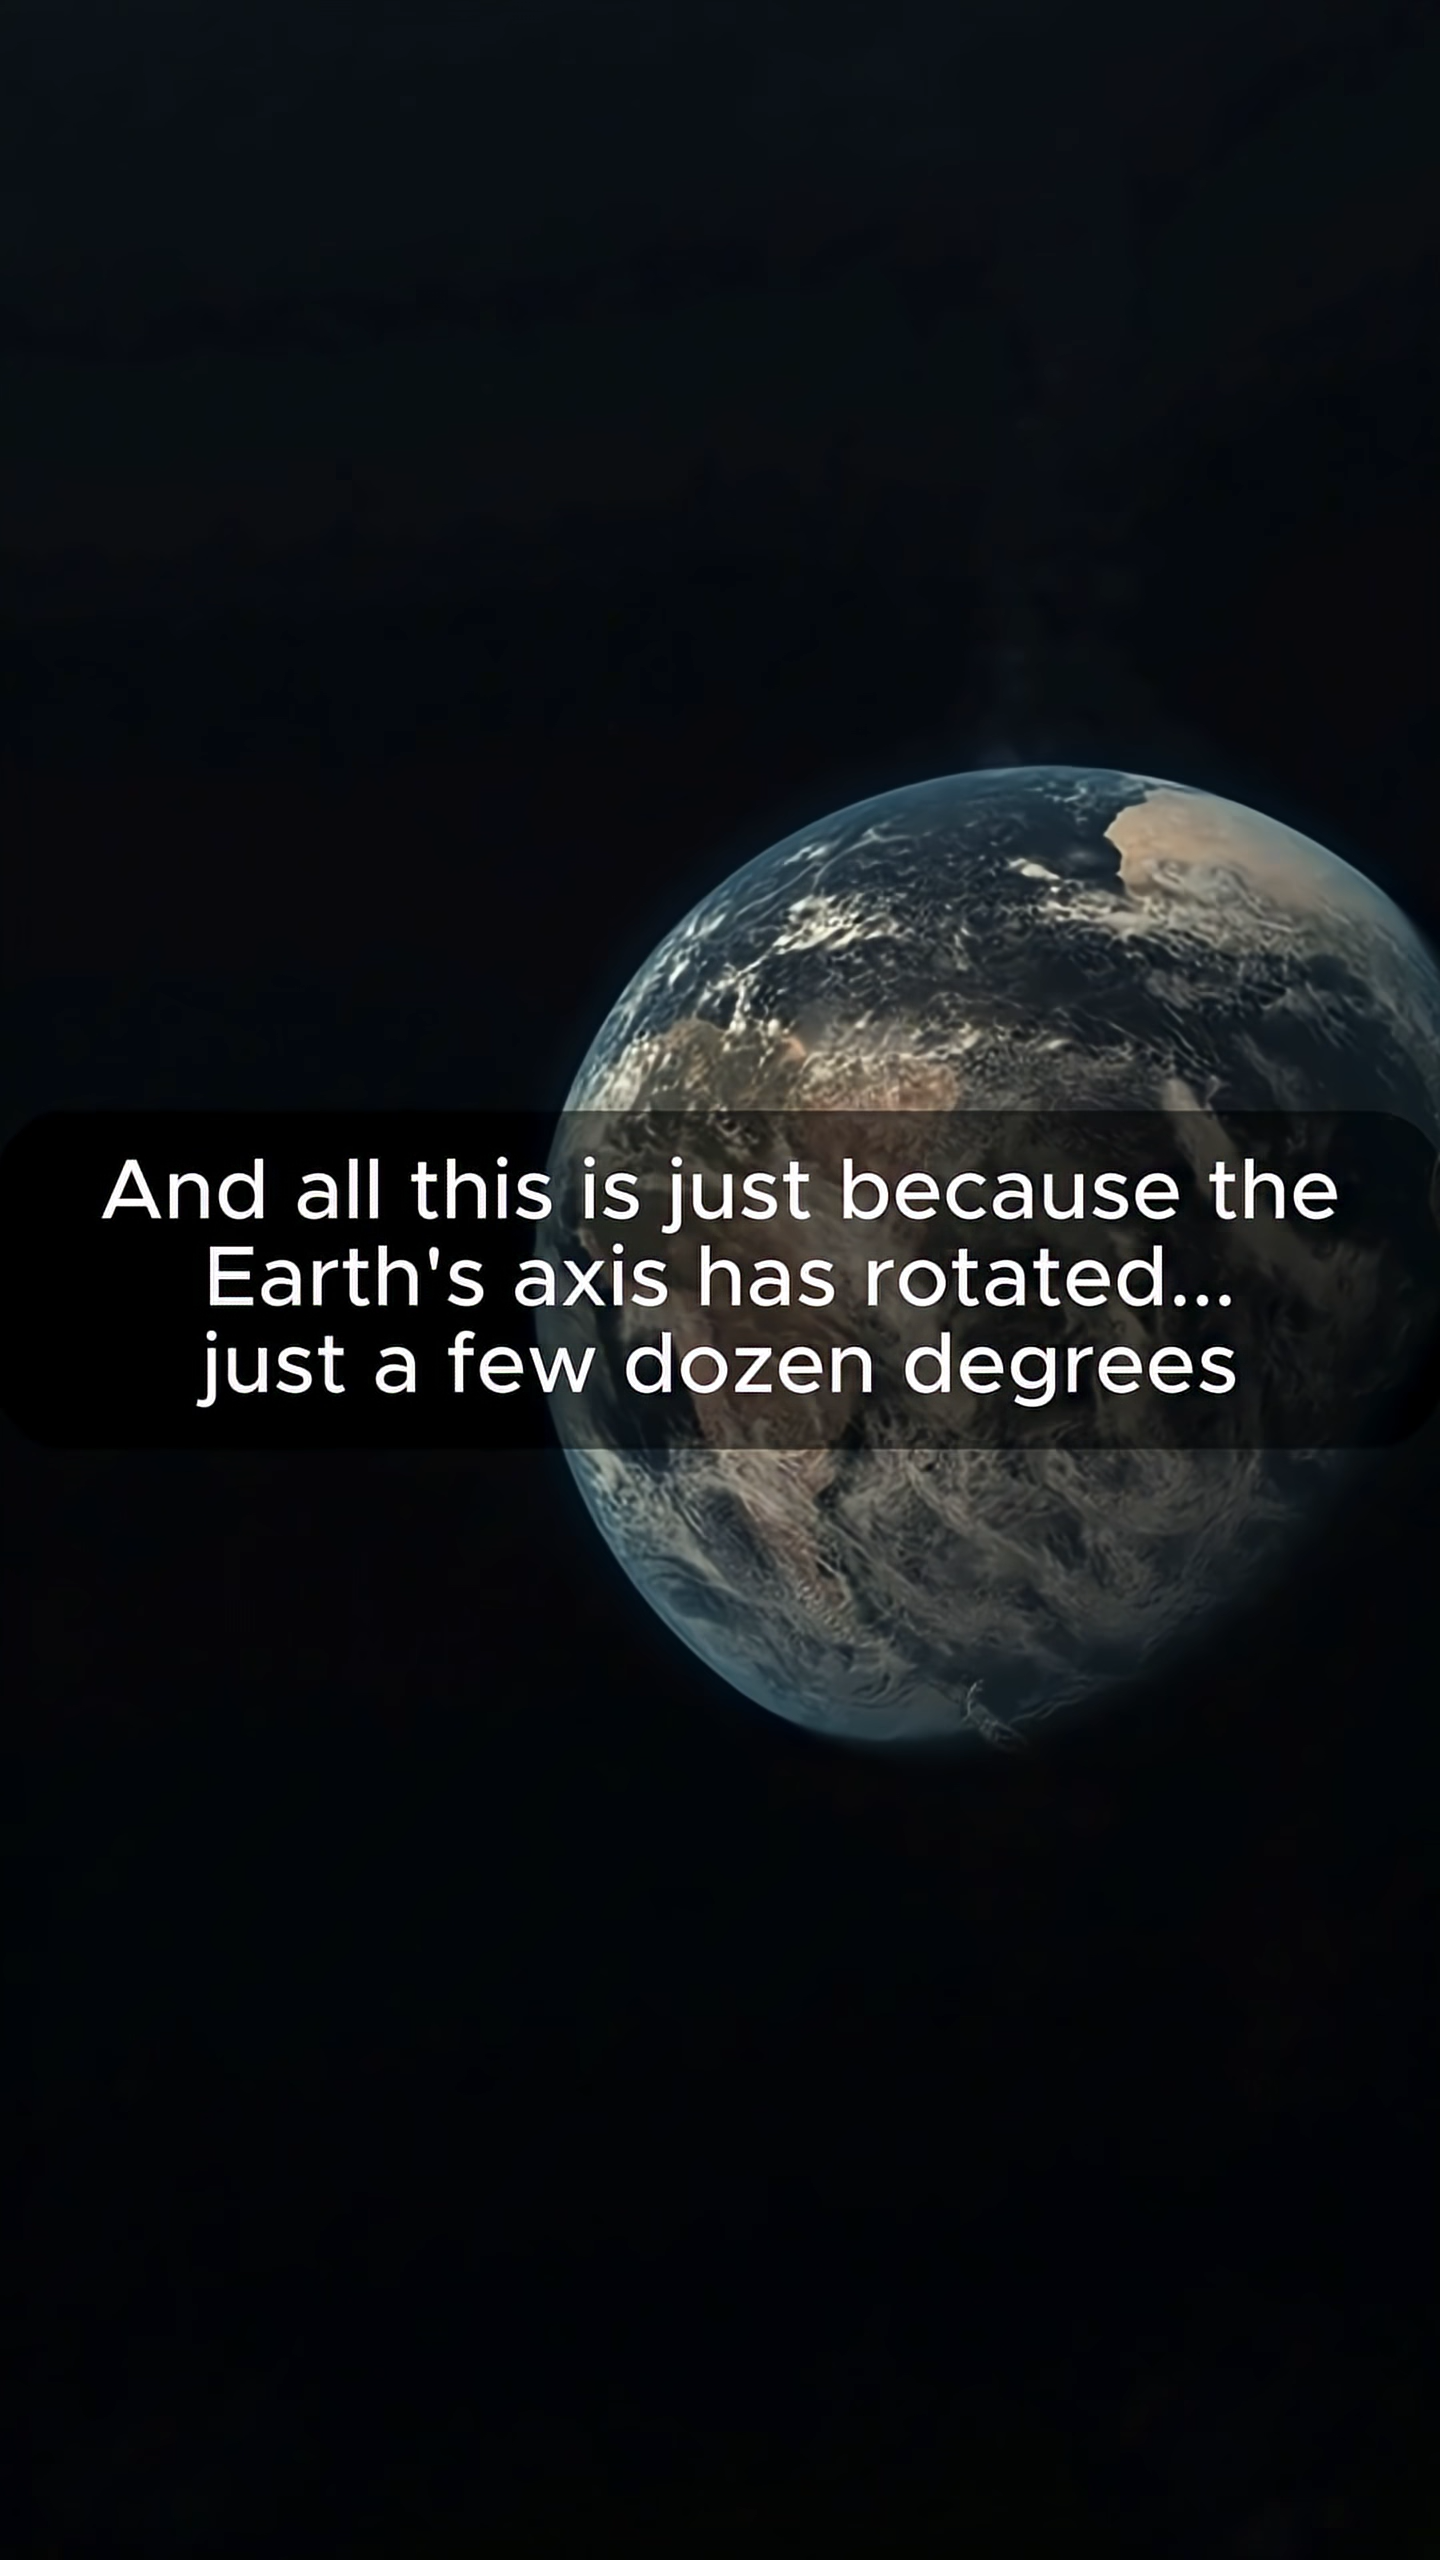 And all this is just because the
Earth's axis has rotated...
just a few dozen degrees